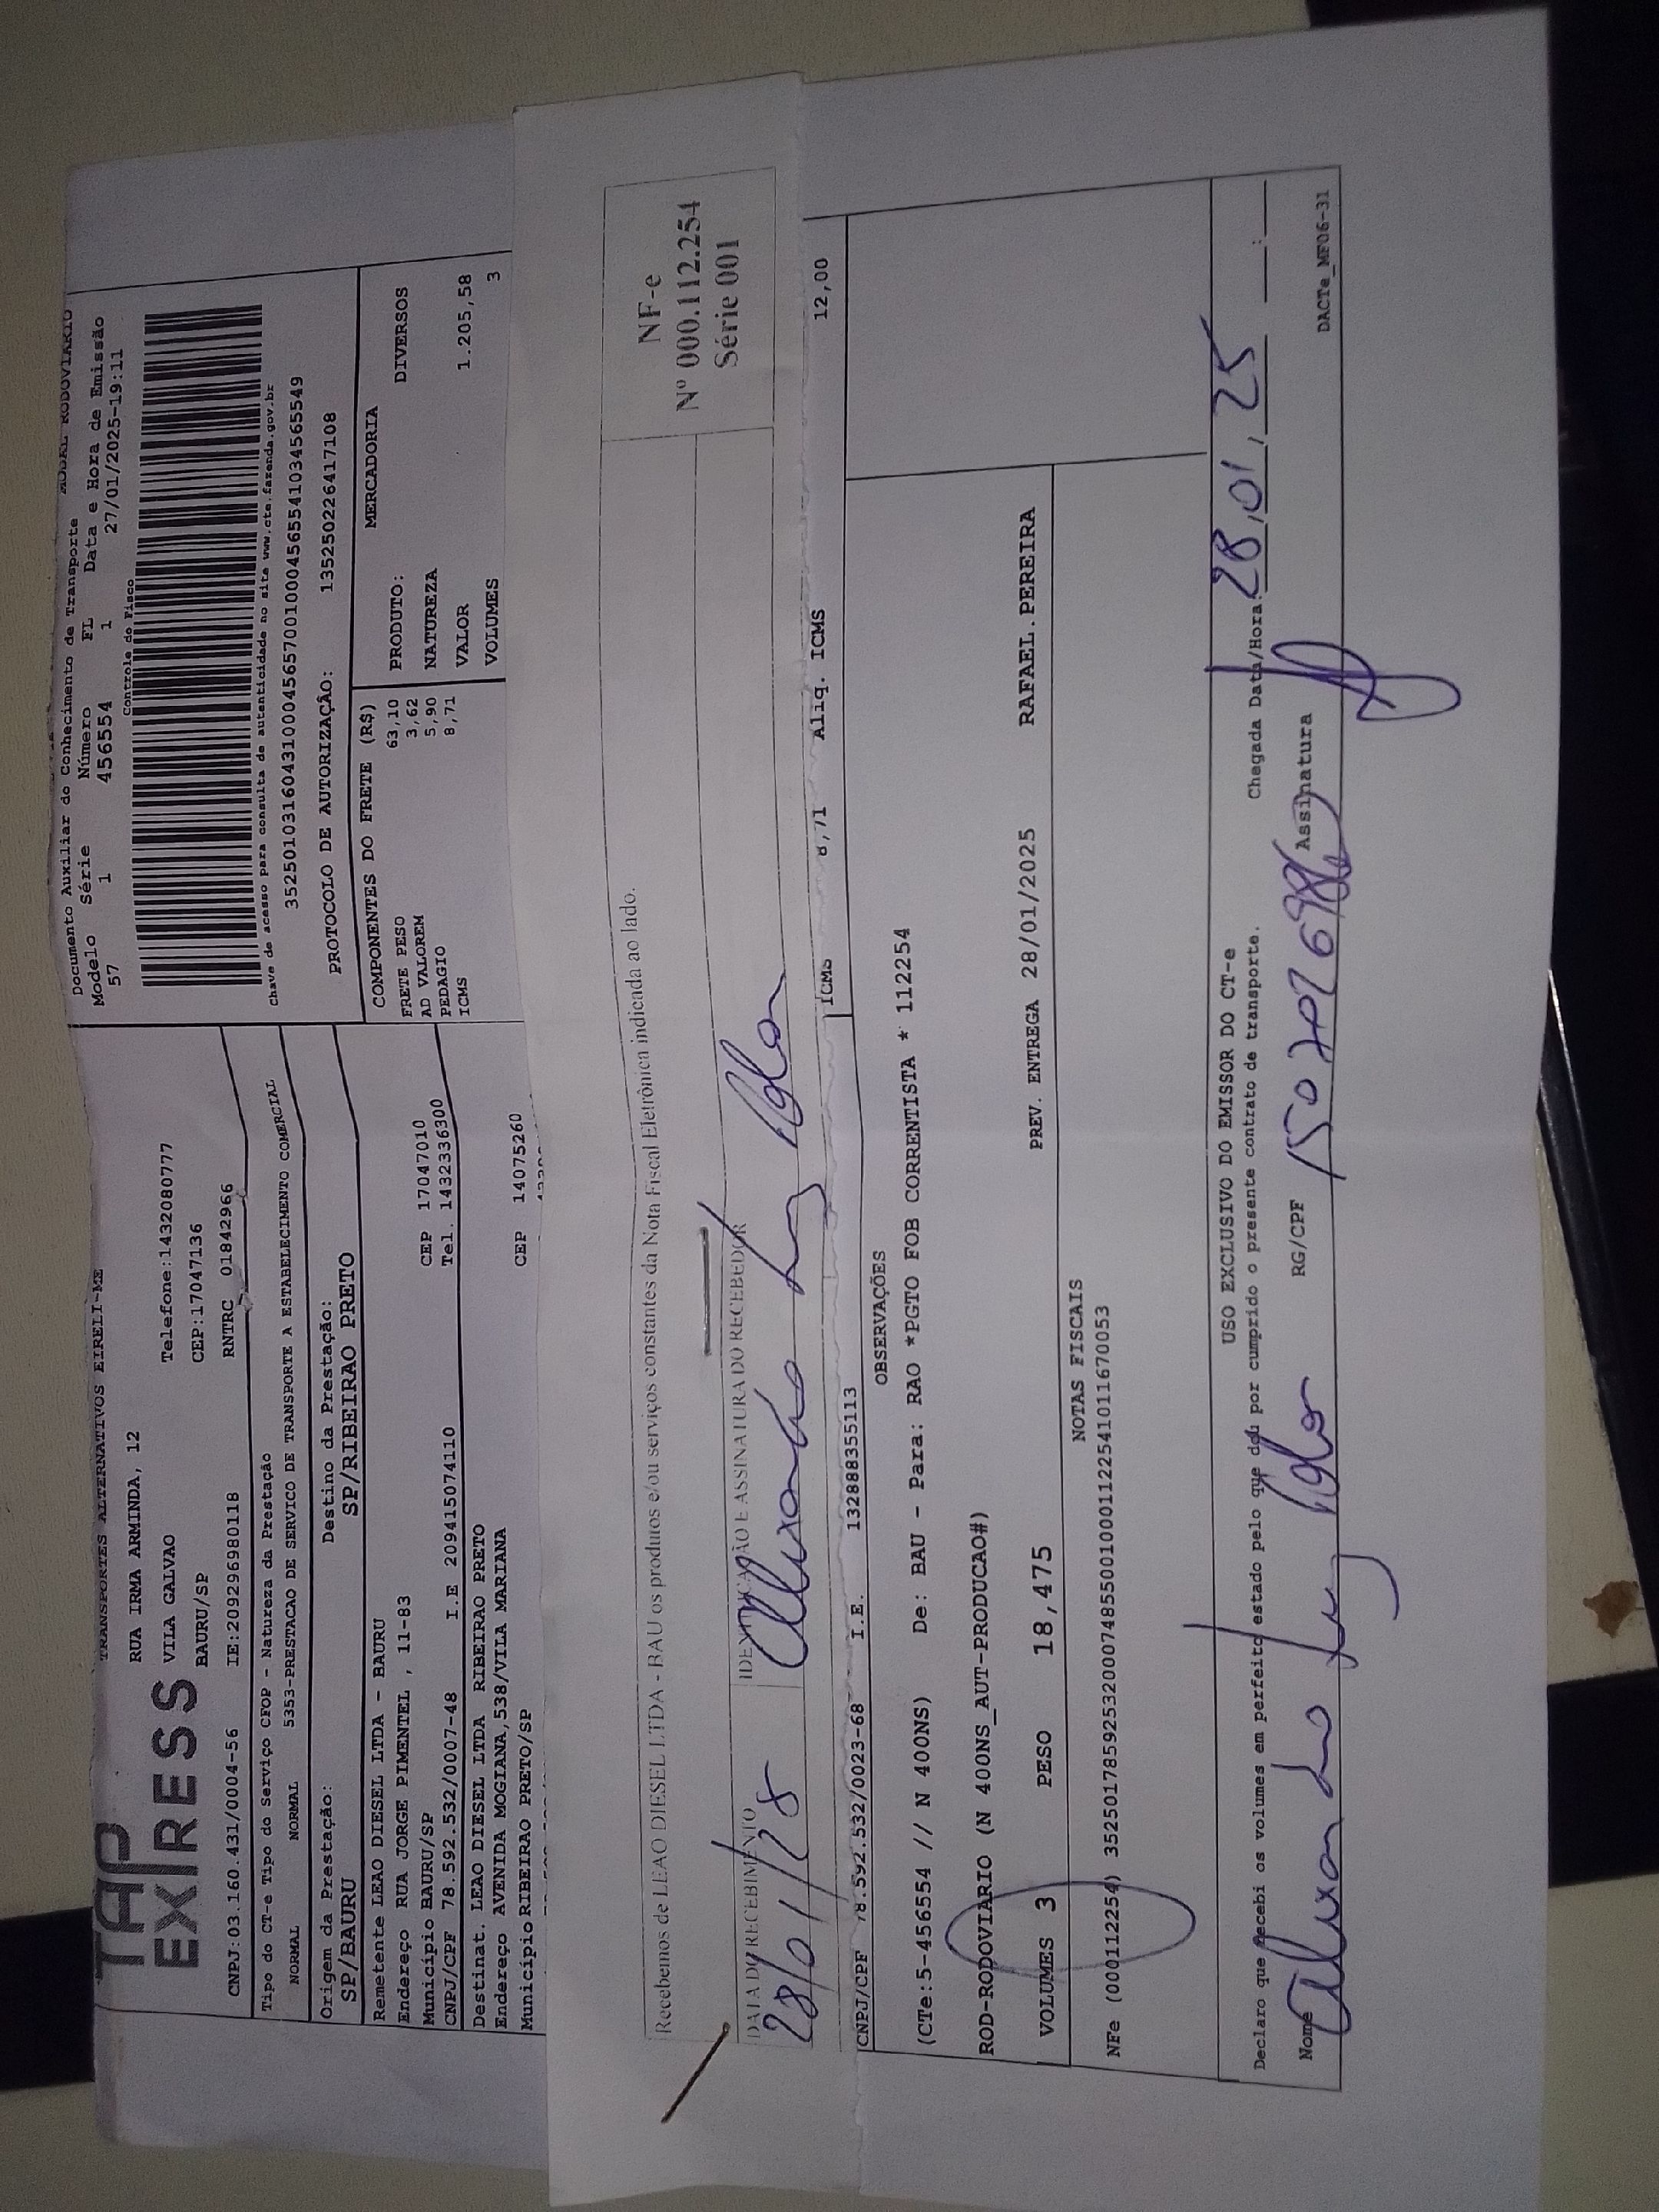 TAP
EXPRESS
TRANSPORTES ALTERNATIVOS EIRELI-ME
RUA IRMA ARMINDA, 12
VILA GALVAO Telefone:1432080777
BAURU/SP CEP:17047136
CNPJ:03.160.431/0004-56 IE:209296980118 RNTRC 01842966
Tipo do CT-e Tipo do Serviço CFOP - Natureza da Prestação
NORMAL NORMAL 5353-PRESTACAO DE SERVICO DE TRANSPORTE A ESTABELECIMENTO COMERCIAL
Origem da Prestação: Destino da Prestação:
SP/BAURU SP/RIBEIRAO PRETO
Remetente LEAO DIESEL LTDA - BAURU
Endereço RUA JORGE PIMENTEL , 11-83
Município BAURU/SP CEP 17047010
CNPJ/CPF 78.592.532/0007-48 I.E 209415074110 Tel. 1432336300
Destinat. LEAO DIESEL LTDA RIBEIRAO PRETO
Endereço AVENIDA MOGIANA,538/VILA MARIANA
Município RIBEIRAO PRETO/SP CEP 14075260
Documento Auxiliar do Conhecimento de Transporte MODAL RODOVIARIO
Modelo Série Número FL Data e Hora de Emissão
57 1 456554 1 27/01/2025-19:11
Controle do Fisco
Chave de acesso para consulta de autenticidade no site www.cte.fazenda.gov.br
35250103160431000456570010004565541034565549
PROTOCOLO DE AUTORIZAÇÃO: 135250226417108
COMPONENTES DO FRETE (R$) MERCADORIA
FRETE PESO 63,10 PRODUTO: DIVERSOS
AD VALOREM 3,62 NATUREZA
PEDAGIO 5,90 VALOR 1.205,58
ICMS 8,71 VOLUMES 3
Recebemos de LEAO DIESEL LTDA - BAU os produtos e/ou serviços constantes da Nota Fiscal Eletrônica indicada ao lado.
NF-e
Nº 000.112.254
Série 001
DATA DO RECEBIMENTO IDENTIFICAÇÃO E ASSINATURA DO RECEBEDOR
28/01/25
CNPJ/CPF 78.592.532/0023-68 I.E. 132888355113 ICMS 8,71 Aliq. ICMS 12,00
OBSERVAÇÕES
(CTe:5-456554 // N 400NS) De: BAU - Para: RAO *PGTO FOB CORRENTISTA * 112254
ROD-RODOVIÁRIO (N 400NS_AUT-PRODUCAO#)
VOLUMES 3 PESO 18,475 PREV. ENTREGA 28/01/2025 RAFAEL.PEREIRA
NOTAS FISCAIS
NFe (000112254) 35250178592532000748550010001122541011670053
USO EXCLUSIVO DO EMISSOR DO CT-e
Declaro que recebi os volumes em perfeito estado pelo que dou por cumprido o presente contrato de transporte. Chegada Data/Hora: 28/01/25 :
Nome RG/CPF Assinatura
DACTe_MF06-31